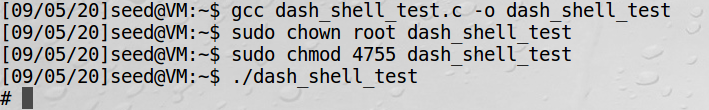 [09/05/20]seed@VM:~$ gcc dash_shell_test.c -o dash_shell_test
[09/05/20]seed@VM:~$ sudo chown root dash_shell_test
[09/05/20]seed@VM:~$ sudo chmod 4755 dash_shell_test
[09/05/20]seed@VM:~$ ./dash_shell_test
#